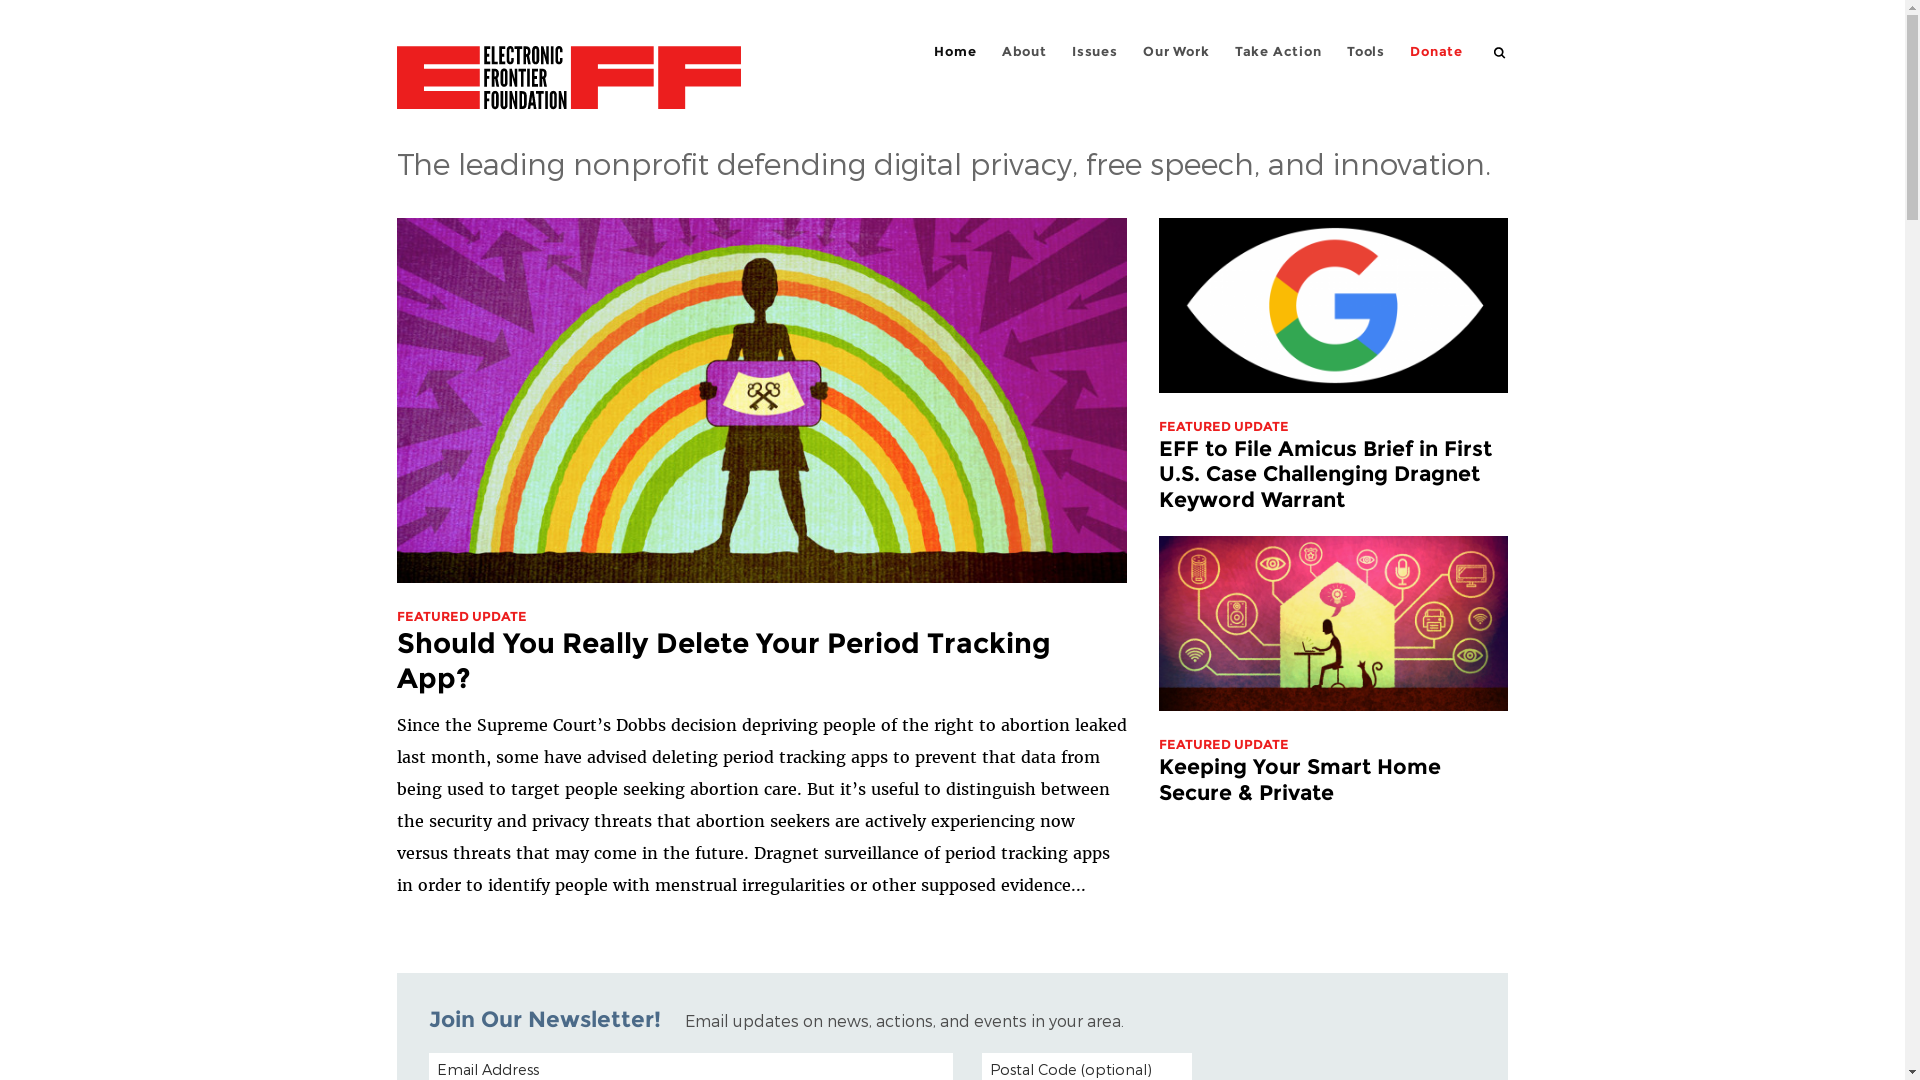 ELECTRONIC
FRONTIER
FOUNDATION
EFF
Home About Issues Our Work Take Action Tools Donate
The leading nonprofit defending digital privacy, free speech, and innovation.
FEATURED UPDATE
Should You Really Delete Your Period Tracking
App?
Since the Supreme Court’s Dobbs decision depriving people of the right to abortion leaked
last month, some have advised deleting period tracking apps to prevent that data from
being used to target people seeking abortion care. But it’s useful to distinguish between
the security and privacy threats that abortion seekers are actively experiencing now
versus threats that may come in the future. Dragnet surveillance of period tracking apps
in order to identify people with menstrual irregularities or other supposed evidence...
G
FEATURED UPDATE
EFF to File Amicus Brief in First
U.S. Case Challenging Dragnet
Keyword Warrant
FEATURED UPDATE
Keeping Your Smart Home
Secure & Private
Join Our Newsletter! Email updates on news, actions, and events in your area.
Email Address Postal Code (optional)